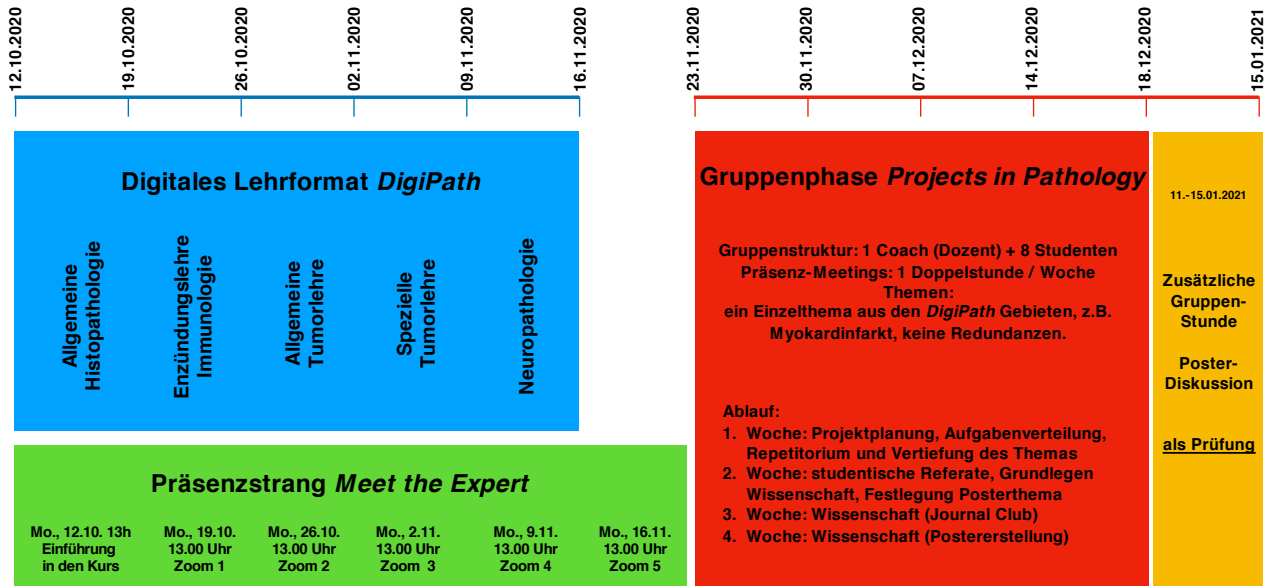 12.10.2020
19.10.2020
26.10.2020
02.11.2020
09.11.2020
16.11.2020
23.11.2020
30.11.2020
07.12.2020
14.12.2020
18.12.2020
15.01.2021
Digitales Lehrformat DigiPath
Allgemeine
Histopathologie
Enzündungslehre
Immunologie
Allgemeine
Tumorlehre
Spezielle
Tumorlehre
Neuropathologie
Präsenzstrang Meet the Expert
Mo., 12.10. 13h
Einführung
in den Kurs
Mo., 19.10.
13.00 Uhr
Zoom 1
Mo., 26.10.
13.00 Uhr
Zoom 2
Mo., 2.11.
13.00 Uhr
Zoom 3
Mo., 9.11.
13.00 Uhr
Zoom 4
Mo., 16.11.
13.00 Uhr
Zoom 5
Gruppenphase Projects in Pathology
Gruppenstruktur: 1 Coach (Dozent) + 8 Studenten
Präsenz-Meetings: 1 Doppelstunde / Woche
Themen:
ein Einzelthema aus den DigiPath Gebieten, z.B.
Myokardinfarkt, keine Redundanzen.
Ablauf:
1. Woche: Projektplanung, Aufgabenverteilung,
Repetitorium und Vertiefung des Themas
2. Woche: studentische Referate, Grundlegen
Wissenschaft, Festlegung Posterthema
3. Woche: Wissenschaft (Journal Club)
4. Woche: Wissenschaft (Postererstellung)
11.-15.01.2021
Zusätzliche
Gruppen-
Stunde
Poster-
Diskussion
als Prüfung